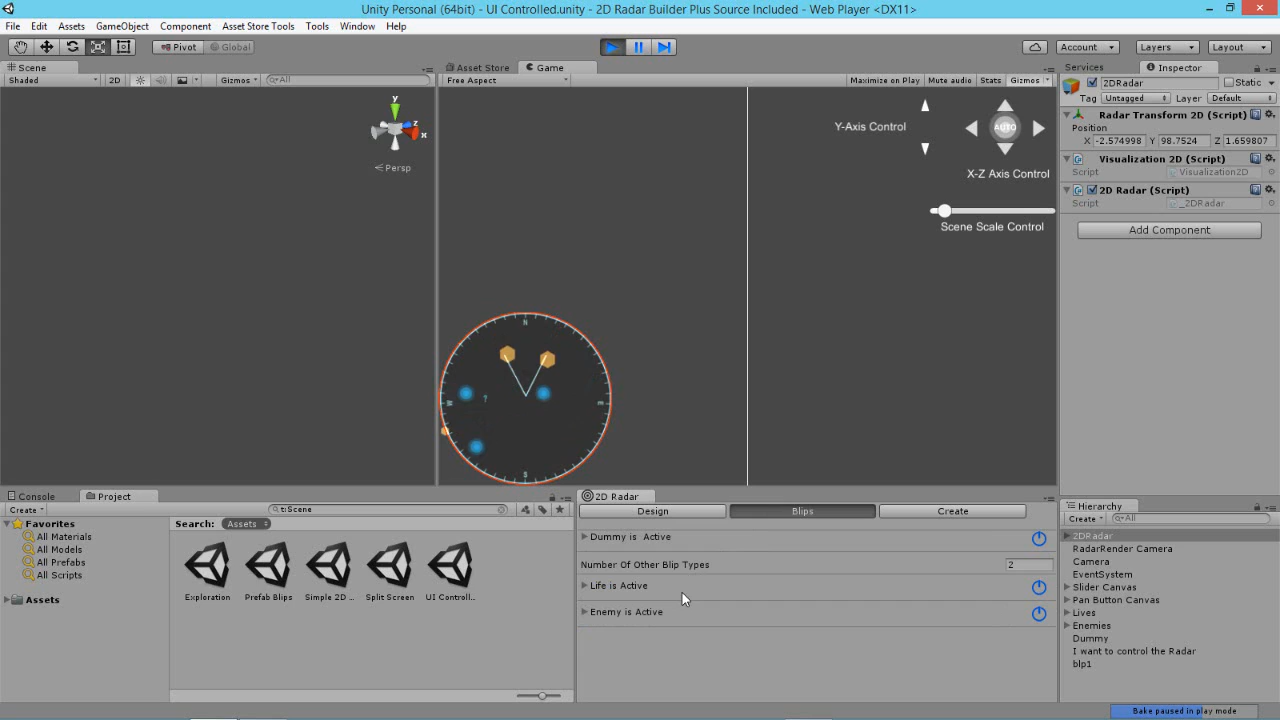 Unity Personal (64bit) - UI Controlled.unity - 2D Radar Builder Plus Source Included - Web Player <DX11>
File Edit Assets GameObject Component Asset Store Tools Tools Window Help
Pivot Global Account Layers Layout
Scene Asset Store Game Services Inspector
Shaded 2D Gizmos All Free Aspect Maximize on Play Mute audio Stats Gizmos
2DRadar Static
Tag Untagged Layer Default
Radar Transform 2D (Script)
Position
X -2.574998 Y 98.7524 Z 1.659807
Visualization 2D (Script)
Script Visualization2D
2D Radar (Script)
Script _2DRadar
Add Component
y
z
x
Persp
Y-Axis Control
AUTO
X-Z Axis Control
Scene Scale Control
N
W ? E
S
Console Project
Create t:Scene
Favorites
All Materials
All Models
All Prefabs
All Scripts
Assets
Search: Assets
Exploration Prefab Blips Simple 2D ... Split Screen UI Controll...
2D Radar
Design Blips Create
Dummy is Active
Number Of Other Blip Types 2
Life is Active
Enemy is Active
Hierarchy
Create All
2DRadar
RadarRender Camera
Camera
EventSystem
Slider Canvas
Pan Button Canvas
Lives
Enemies
Dummy
I want to control the Radar
blp1
Bake paused in play mode